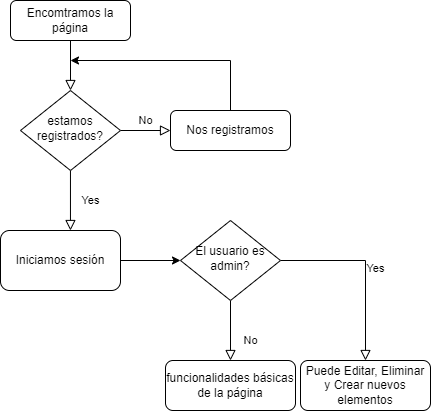 Encomtramos la
página
estamos
registrados?
No
Nos registramos
Yes
Iniciamos sesión
El usuario es
admin?
Yes
No
funcionalidades básicas
de la página
Puede Editar, Eliminar
y Crear nuevos
elementos